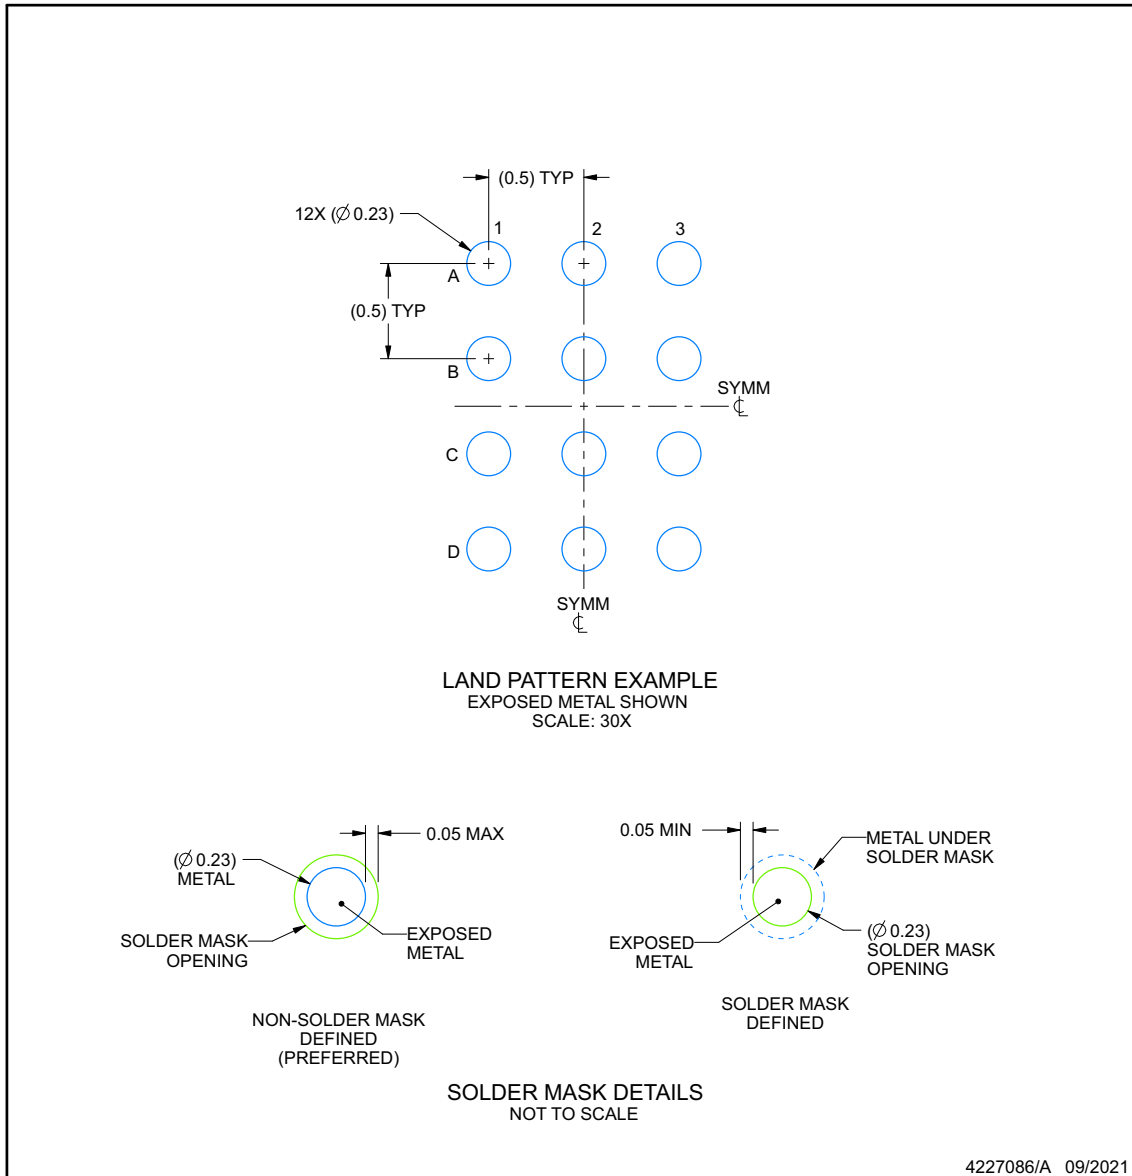 (0.5) TYP
12X (∅ 0.23)
1
2
3
A
(0.5) TYP
B
SYMM
℄
C
D
SYMM
℄
LAND PATTERN EXAMPLE
EXPOSED METAL SHOWN
SCALE: 30X
0.05 MAX
(∅ 0.23)
METAL
SOLDER MASK
OPENING
EXPOSED
METAL
NON-SOLDER MASK
DEFINED
(PREFERRED)
0.05 MIN
METAL UNDER
SOLDER MASK
EXPOSED
METAL
(∅ 0.23)
SOLDER MASK
OPENING
SOLDER MASK
DEFINED
SOLDER MASK DETAILS
NOT TO SCALE
4227086/A 09/2021